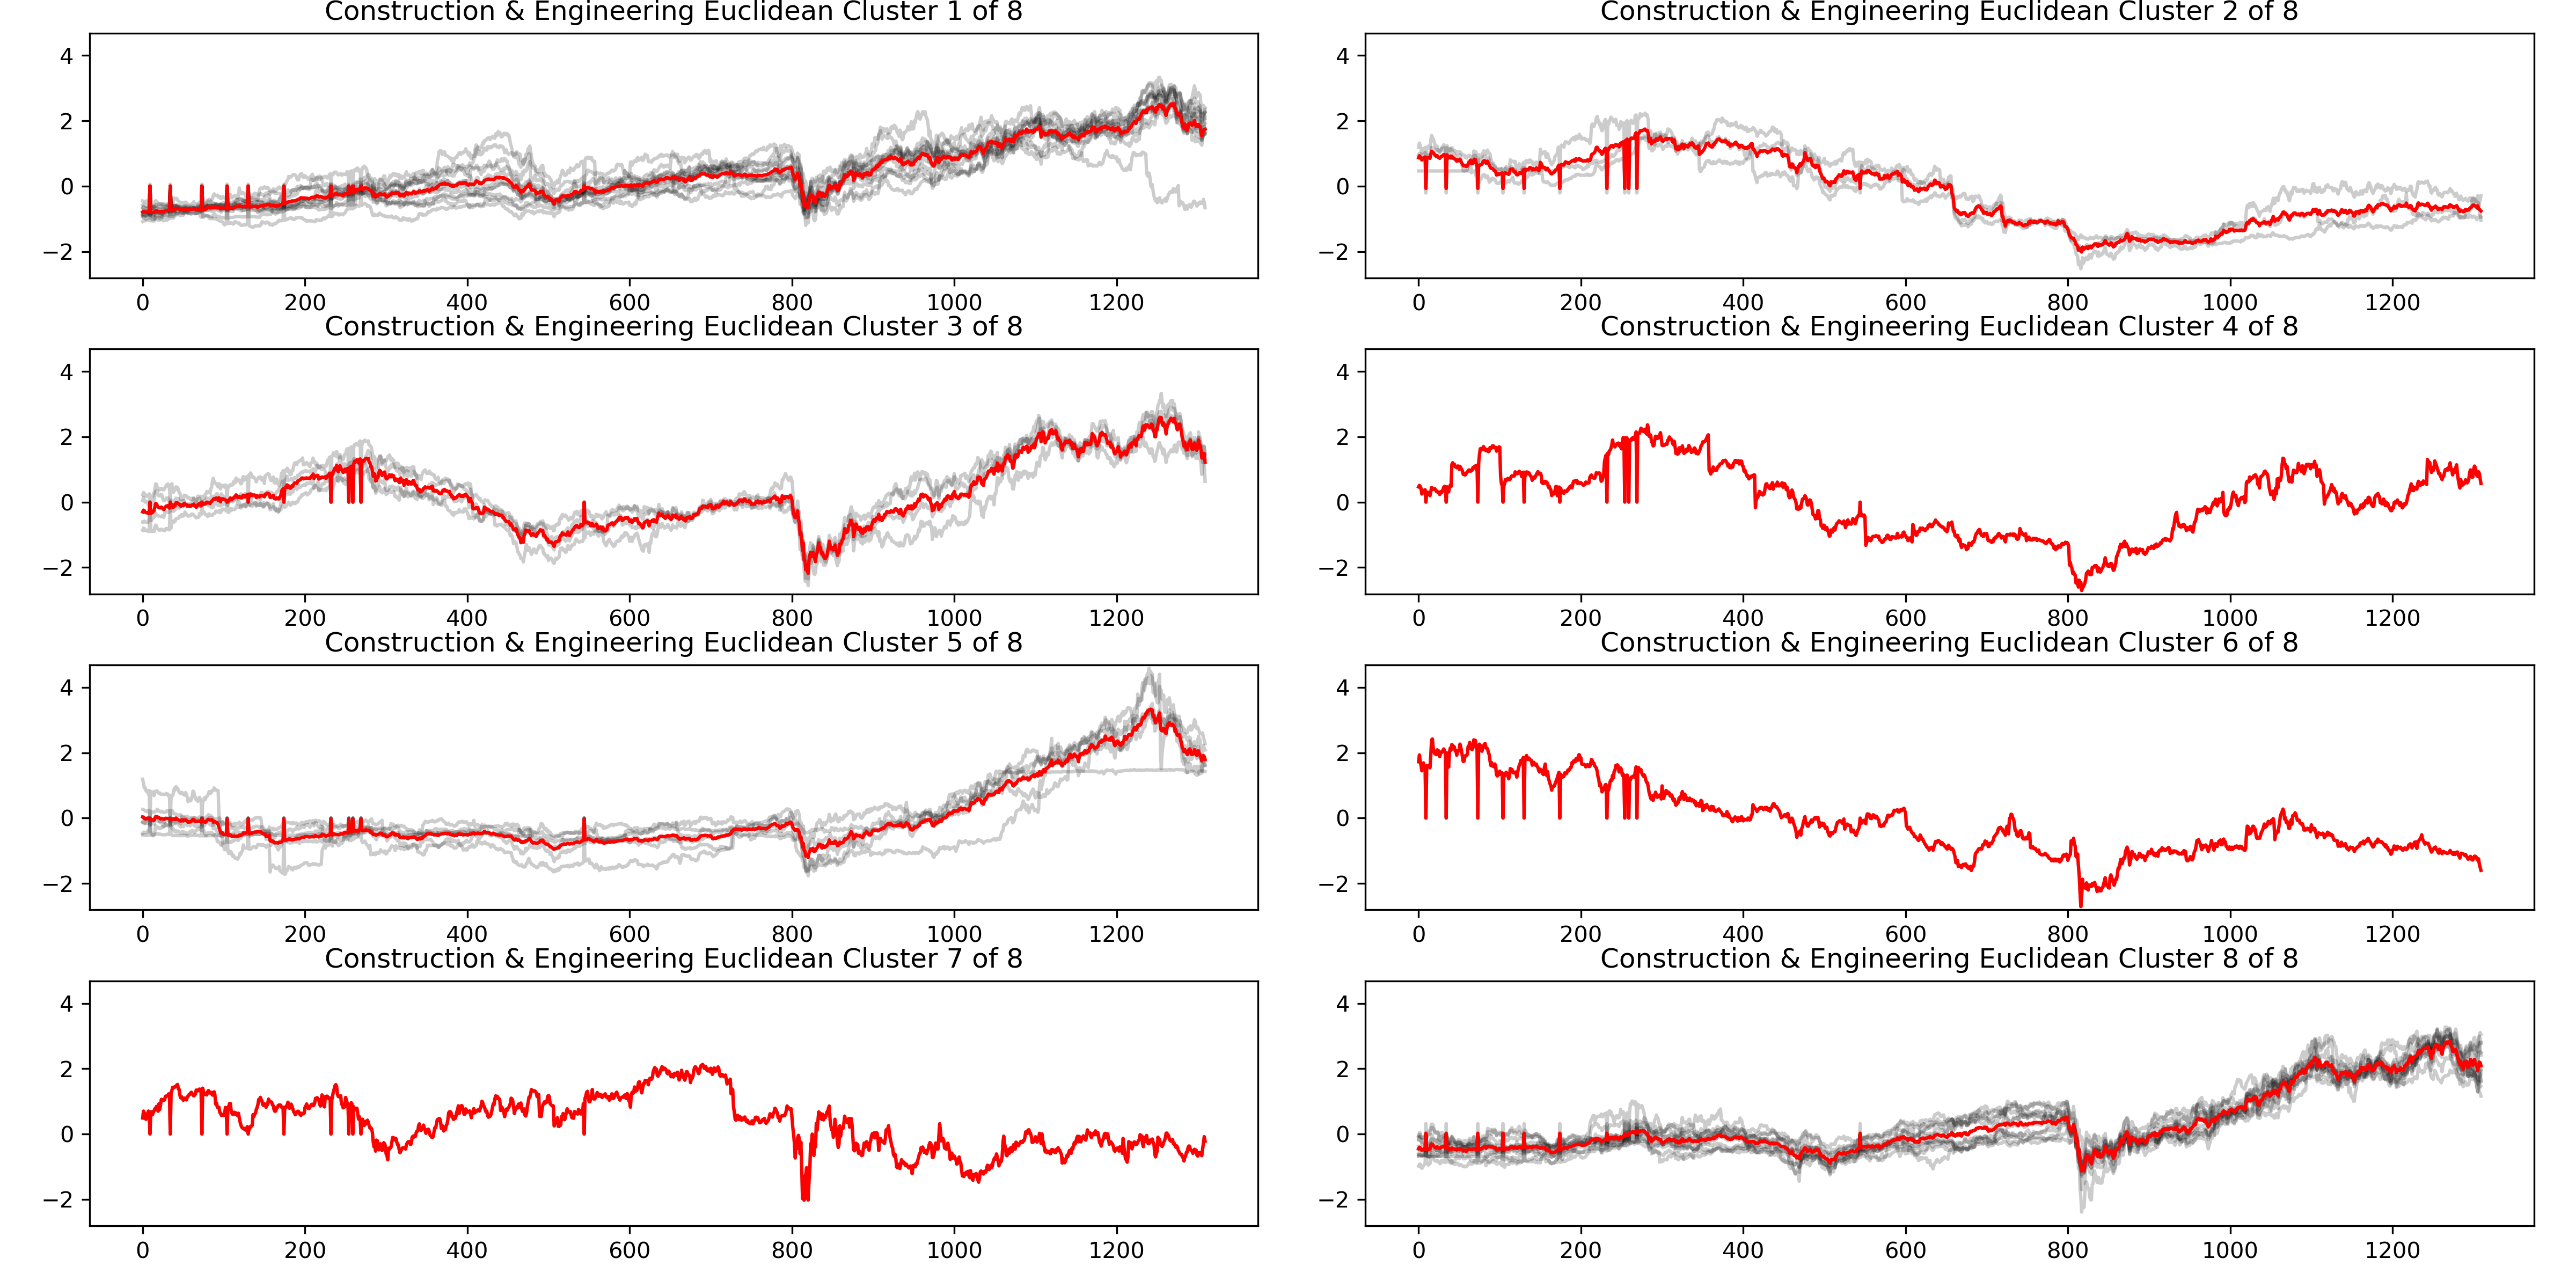 Construction & Engineering Euclidean Cluster 1 of 8
4
2
0
−2
0 200 400 600 800 1000 1200
Construction & Engineering Euclidean Cluster 2 of 8
4
2
0
−2
0 200 400 600 800 1000 1200
Construction & Engineering Euclidean Cluster 3 of 8
4
2
0
−2
0 200 400 600 800 1000 1200
Construction & Engineering Euclidean Cluster 4 of 8
4
2
0
−2
0 200 400 600 800 1000 1200
Construction & Engineering Euclidean Cluster 5 of 8
4
2
0
−2
0 200 400 600 800 1000 1200
Construction & Engineering Euclidean Cluster 6 of 8
4
2
0
−2
0 200 400 600 800 1000 1200
Construction & Engineering Euclidean Cluster 7 of 8
4
2
0
−2
0 200 400 600 800 1000 1200
Construction & Engineering Euclidean Cluster 8 of 8
4
2
0
−2
0 200 400 600 800 1000 1200